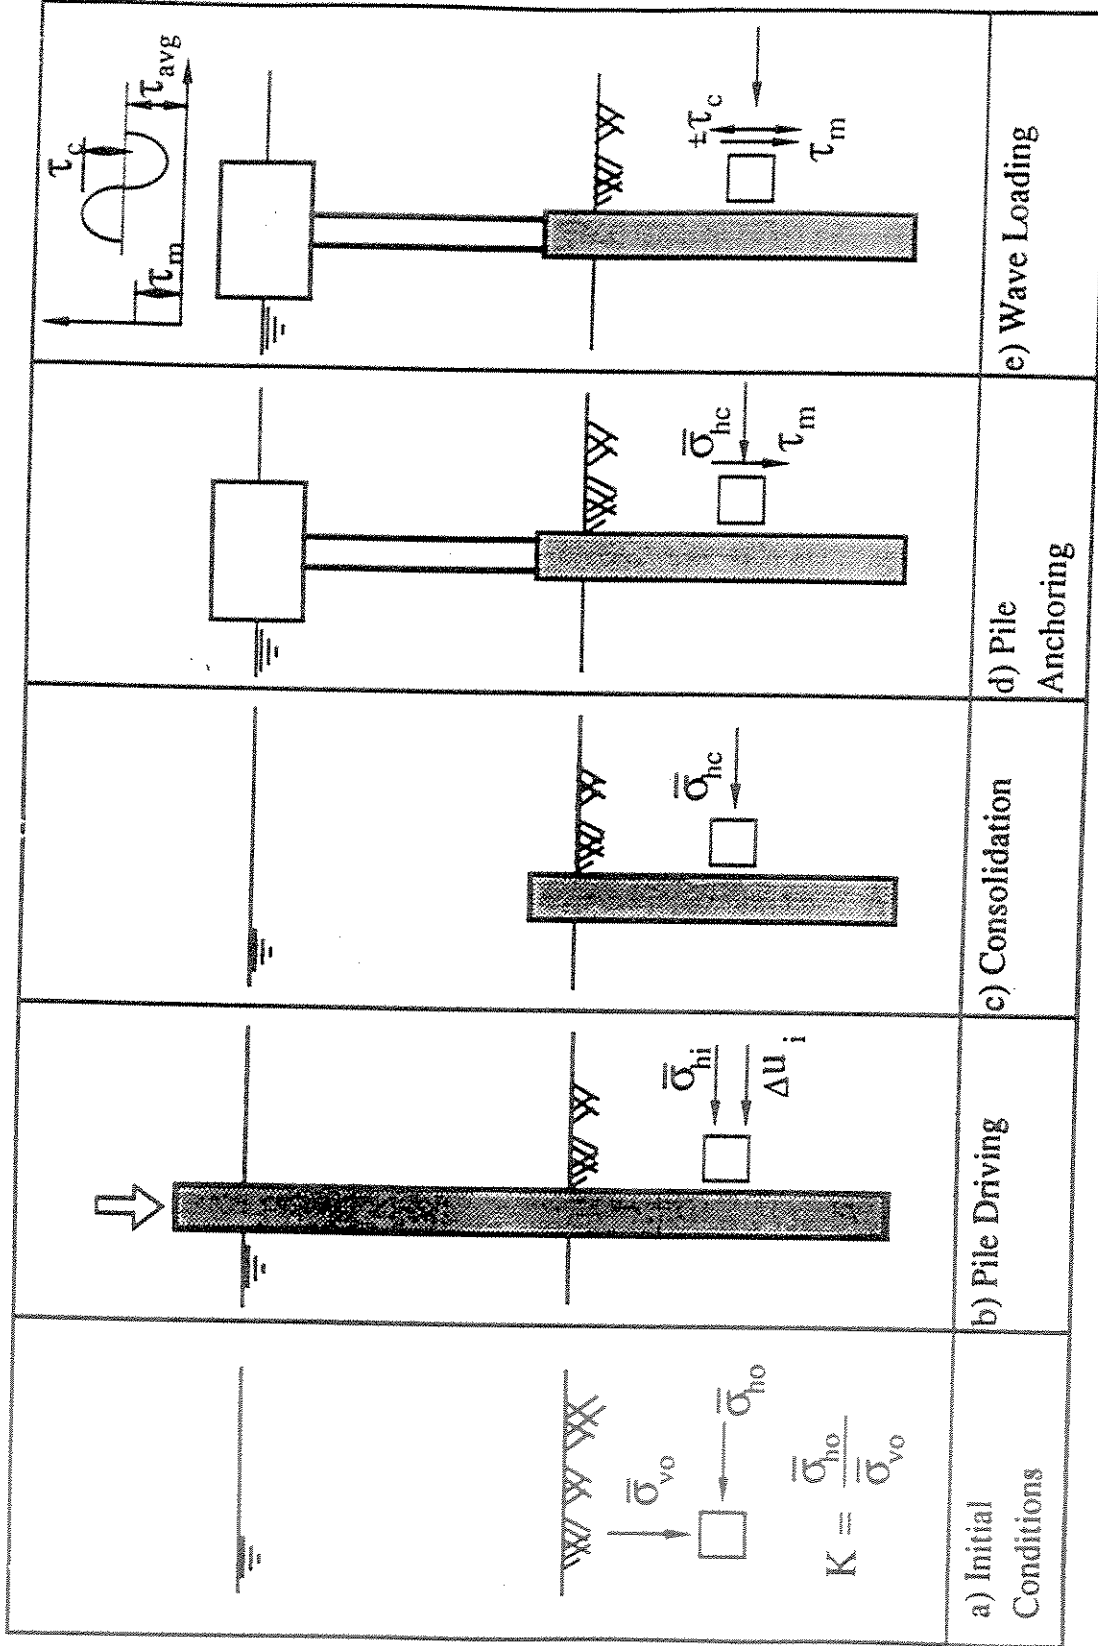 σ̄vo
σ̄ho
K = σ̄ho / σ̄vo
a) Initial
Conditions
σ̄hi
Δui
b) Pile Driving
σ̄hc
c) Consolidation
σ̄hc
τm
d) Pile
Anchoring
τm
τc
τavg
±τc
τm
e) Wave Loading